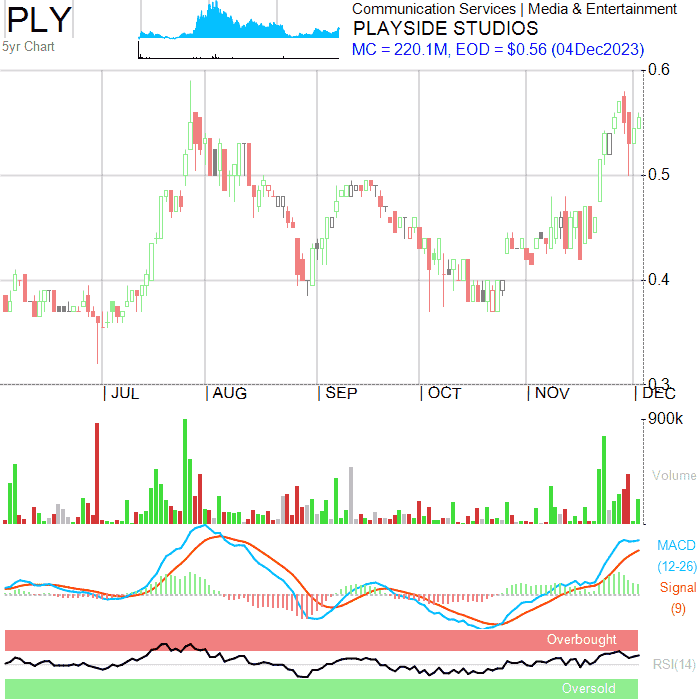 PLY
5yr Chart
Communication Services | Media & Entertainment
PLAYSIDE STUDIOS
MC = 220.1M, EOD = $0.56 (04Dec2023)
0.6
0.5
0.4
0.3
JUL AUG SEP OCT NOV DEC
900k
Volume
MACD
(12-26)
Signal
(9)
Overbought
RSI(14)
Oversold